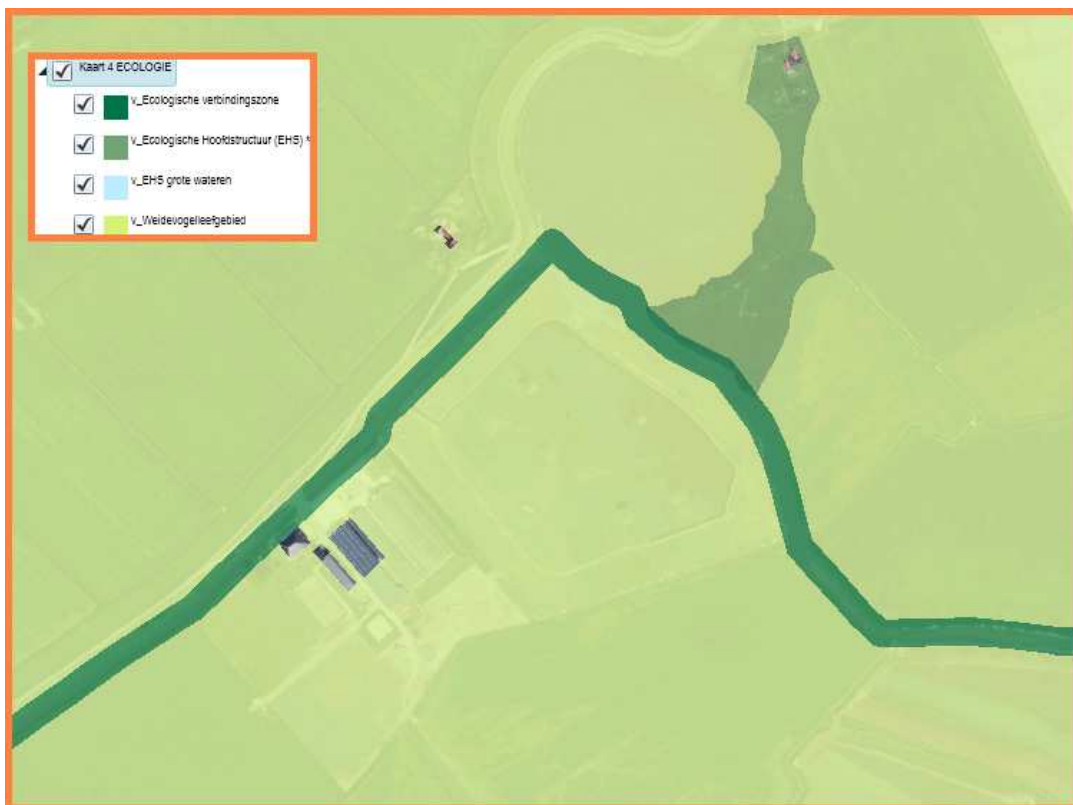 Kaart 4 ECOLOGIE
v_Ecologische verbindingszone
v_Ecologische Hoofdstructuur (EHS) *
v_EHS grote wateren
v_Weidevogelleefgebied